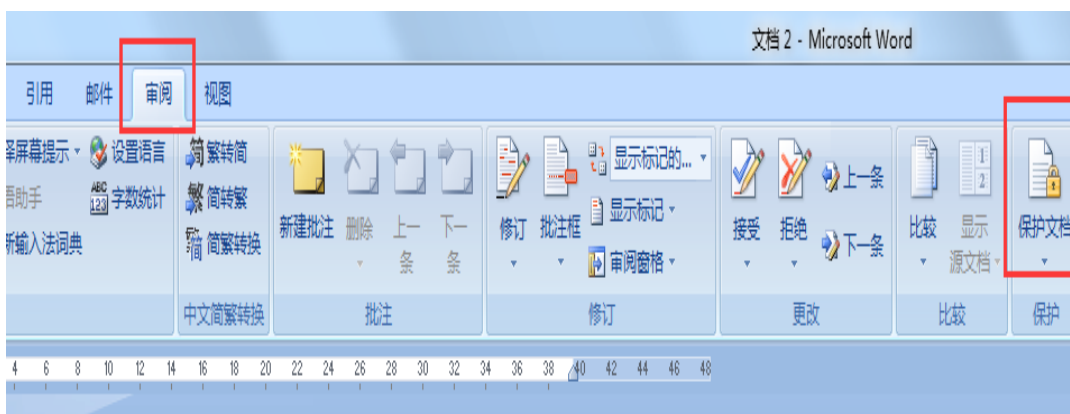 文档 2 - Microsoft Word
引用 邮件 审阅 视图
译屏幕提示 设置语言
语助手 字数统计
新输入法词典
繁转简
简转繁
简繁转换
中文简繁转换
新建批注 删除 上一条 下一条
批注
修订 批注框
显示标记的...
显示标记
审阅窗格
修订
接受 拒绝
上一条
下一条
更改
比较 显示源文档
比较
保护文档
保护
4 6 8 10 12 14 16 18 20 22 24 26 28 30 32 34 36 38 40 42 44 46 48